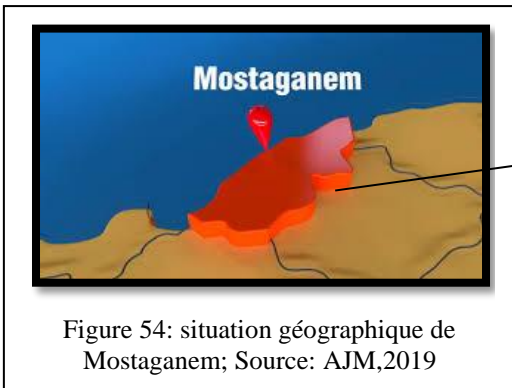 Mostaganem
Figure 54: situation géographique de
Mostaganem; Source: AJM,2019